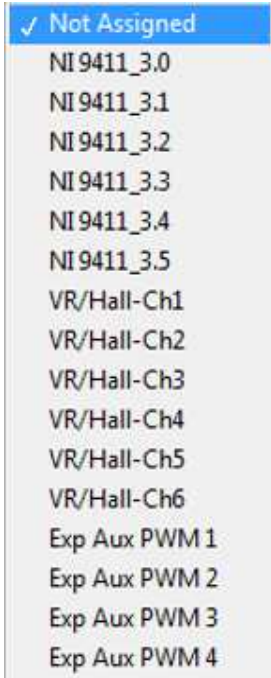 ✓ Not Assigned
NI 9411_3.0
NI 9411_3.1
NI 9411_3.2
NI 9411_3.3
NI 9411_3.4
NI 9411_3.5
VR/Hall-Ch1
VR/Hall-Ch2
VR/Hall-Ch3
VR/Hall-Ch4
VR/Hall-Ch5
VR/Hall-Ch6
Exp Aux PWM 1
Exp Aux PWM 2
Exp Aux PWM 3
Exp Aux PWM 4